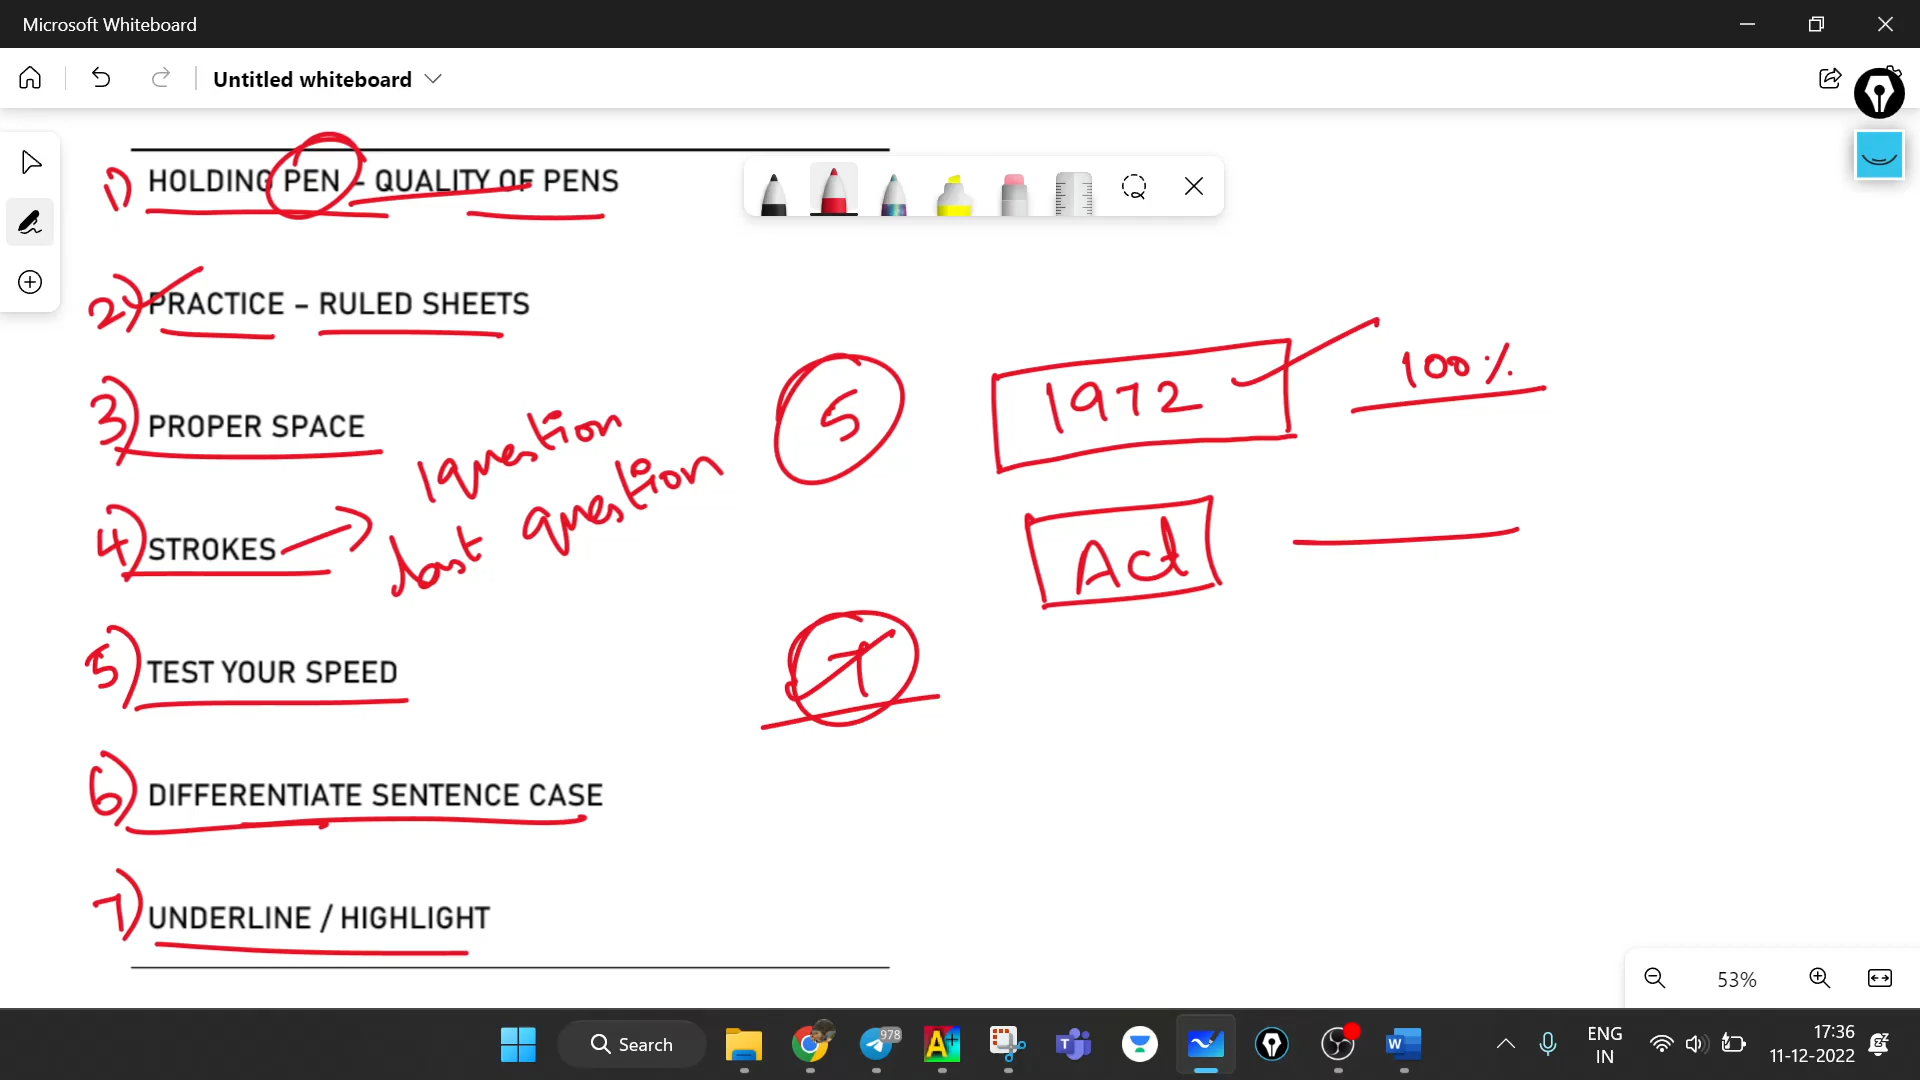 Microsoft Whiteboard
Untitled whiteboard
1) HOLDING PEN – QUALITY OF PENS
2) PRACTICE – RULED SHEETS
3) PROPER SPACE
1question
last question
4) STROKES
5) TEST YOUR SPEED
6) DIFFERENTIATE SENTENCE CASE
7) UNDERLINE / HIGHLIGHT
5
1972
100%
Act
T
53%
Search
978
ENG
IN
17:36
11-12-2022